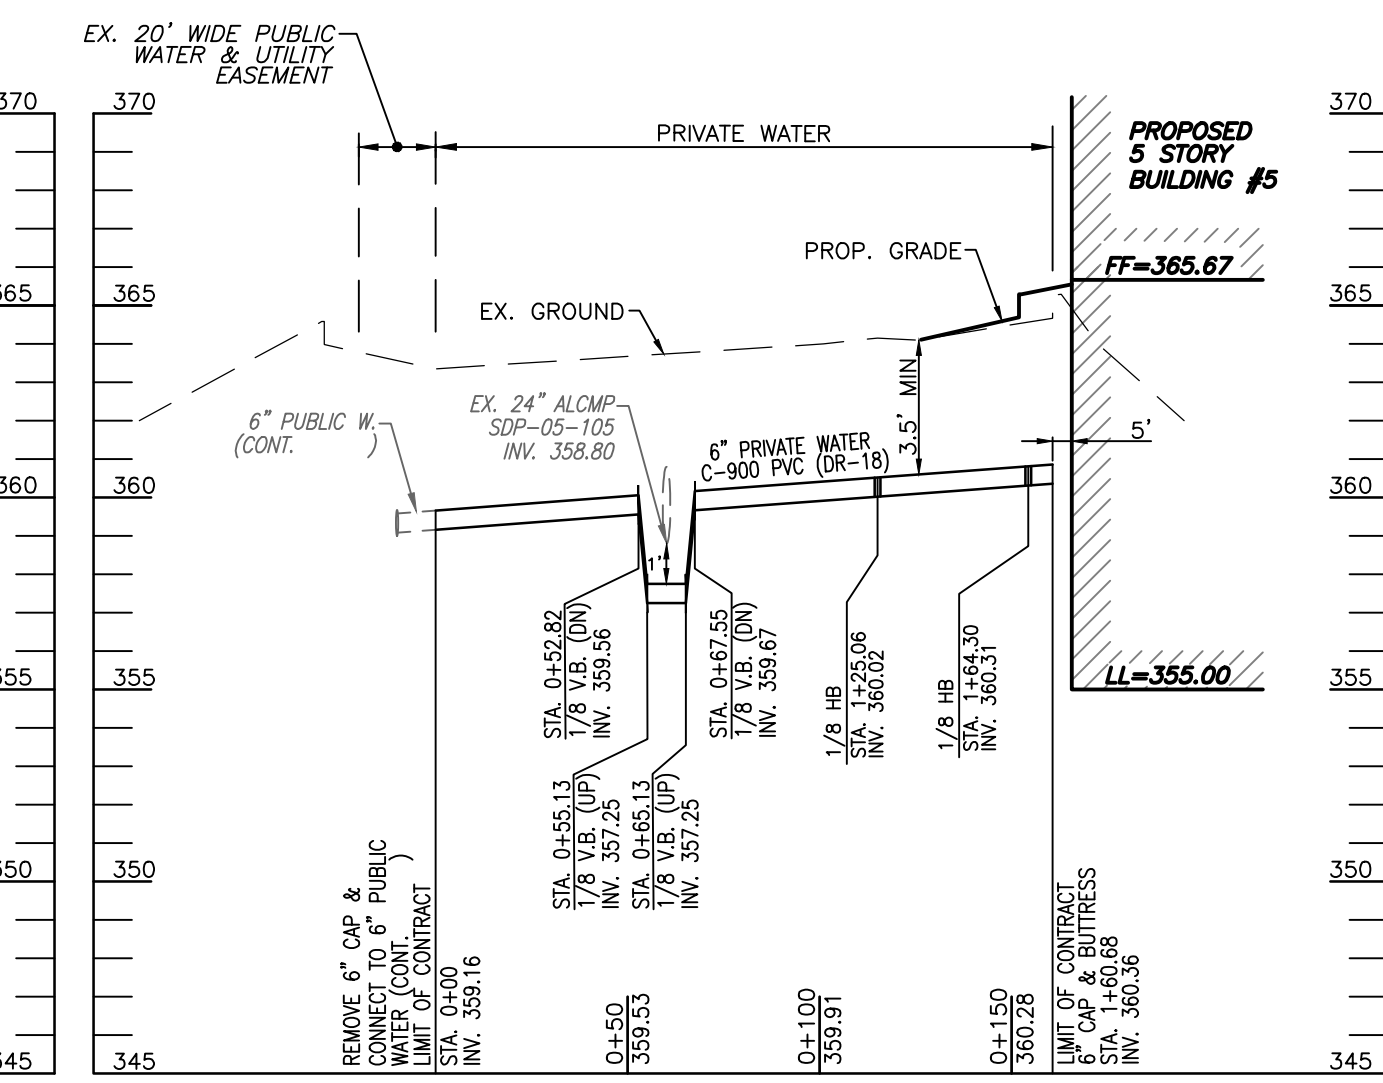 EX. 20' WIDE PUBLIC
WATER & UTILITY
EASEMENT
370
370
370
PRIVATE WATER
PROPOSED
5 STORY
BUILDING #5
PROP. GRADE
FF=365.67
365
365
365
EX. GROUND
6" PUBLIC W.
(CONT. )
EX. 24" ALCMP
SDP-05-105
INV. 358.80
6" PRIVATE WATER
C-900 PVC (DR-18)
3.5' MIN
5'
360
360
360
1'
STA. 0+52.82
1/8 V.B. (DN)
INV. 359.56
STA. 0+67.55
1/8 V.B. (DN)
INV. 359.67
1/8 HB
STA. 1+25.06
INV. 360.02
1/8 HB
STA. 1+64.30
INV. 360.31
LL=355.00
355
355
355
STA. 0+55.13
1/8 V.B. (UP)
INV. 357.25
STA. 0+65.13
1/8 V.B. (UP)
INV. 357.25
350
350
350
REMOVE 6" CAP &
CONNECT TO 6" PUBLIC
WATER (CONT. )
LIMIT OF CONTRACT
STA. 0+00
INV. 359.16
0+50
359.53
0+100
359.91
0+150
360.28
LIMIT OF CONTRACT
6" CAP & BUTTRESS
STA. 1+60.68
INV. 360.36
345
345
345